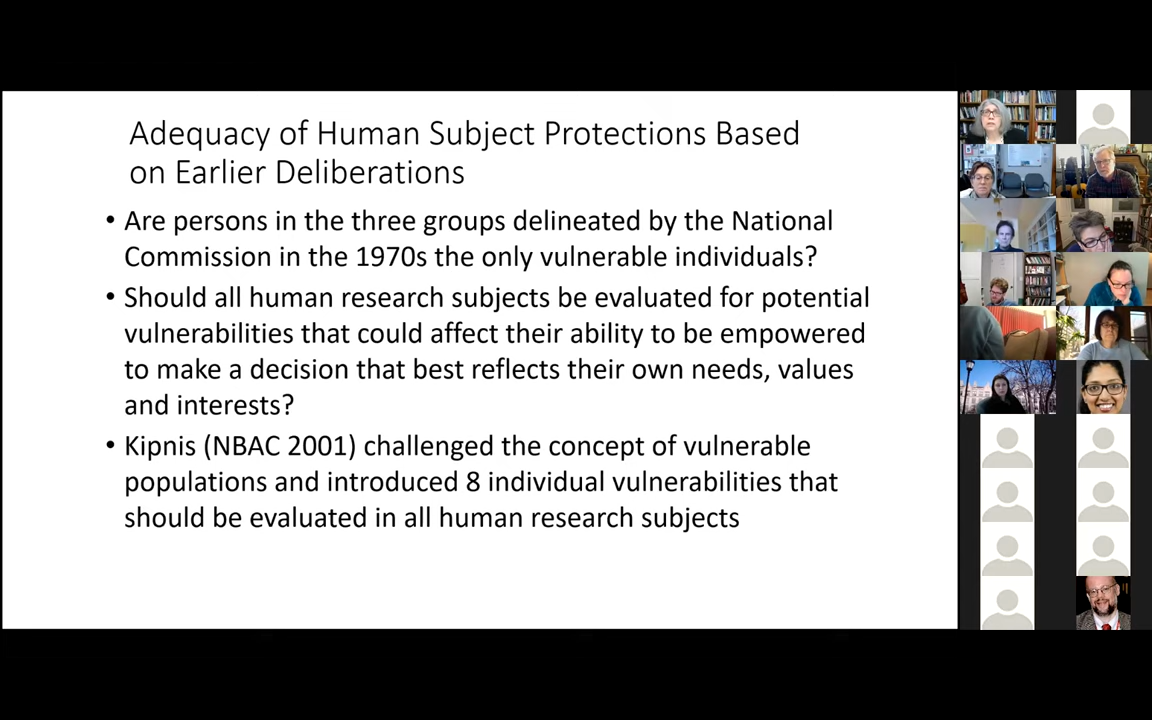 Adequacy of Human Subject Protections Based
on Earlier Deliberations
• Are persons in the three groups delineated by the National
Commission in the 1970s the only vulnerable individuals?
• Should all human research subjects be evaluated for potential
vulnerabilities that could affect their ability to be empowered
to make a decision that best reflects their own needs, values
and interests?
• Kipnis (NBAC 2001) challenged the concept of vulnerable
populations and introduced 8 individual vulnerabilities that
should be evaluated in all human research subjects